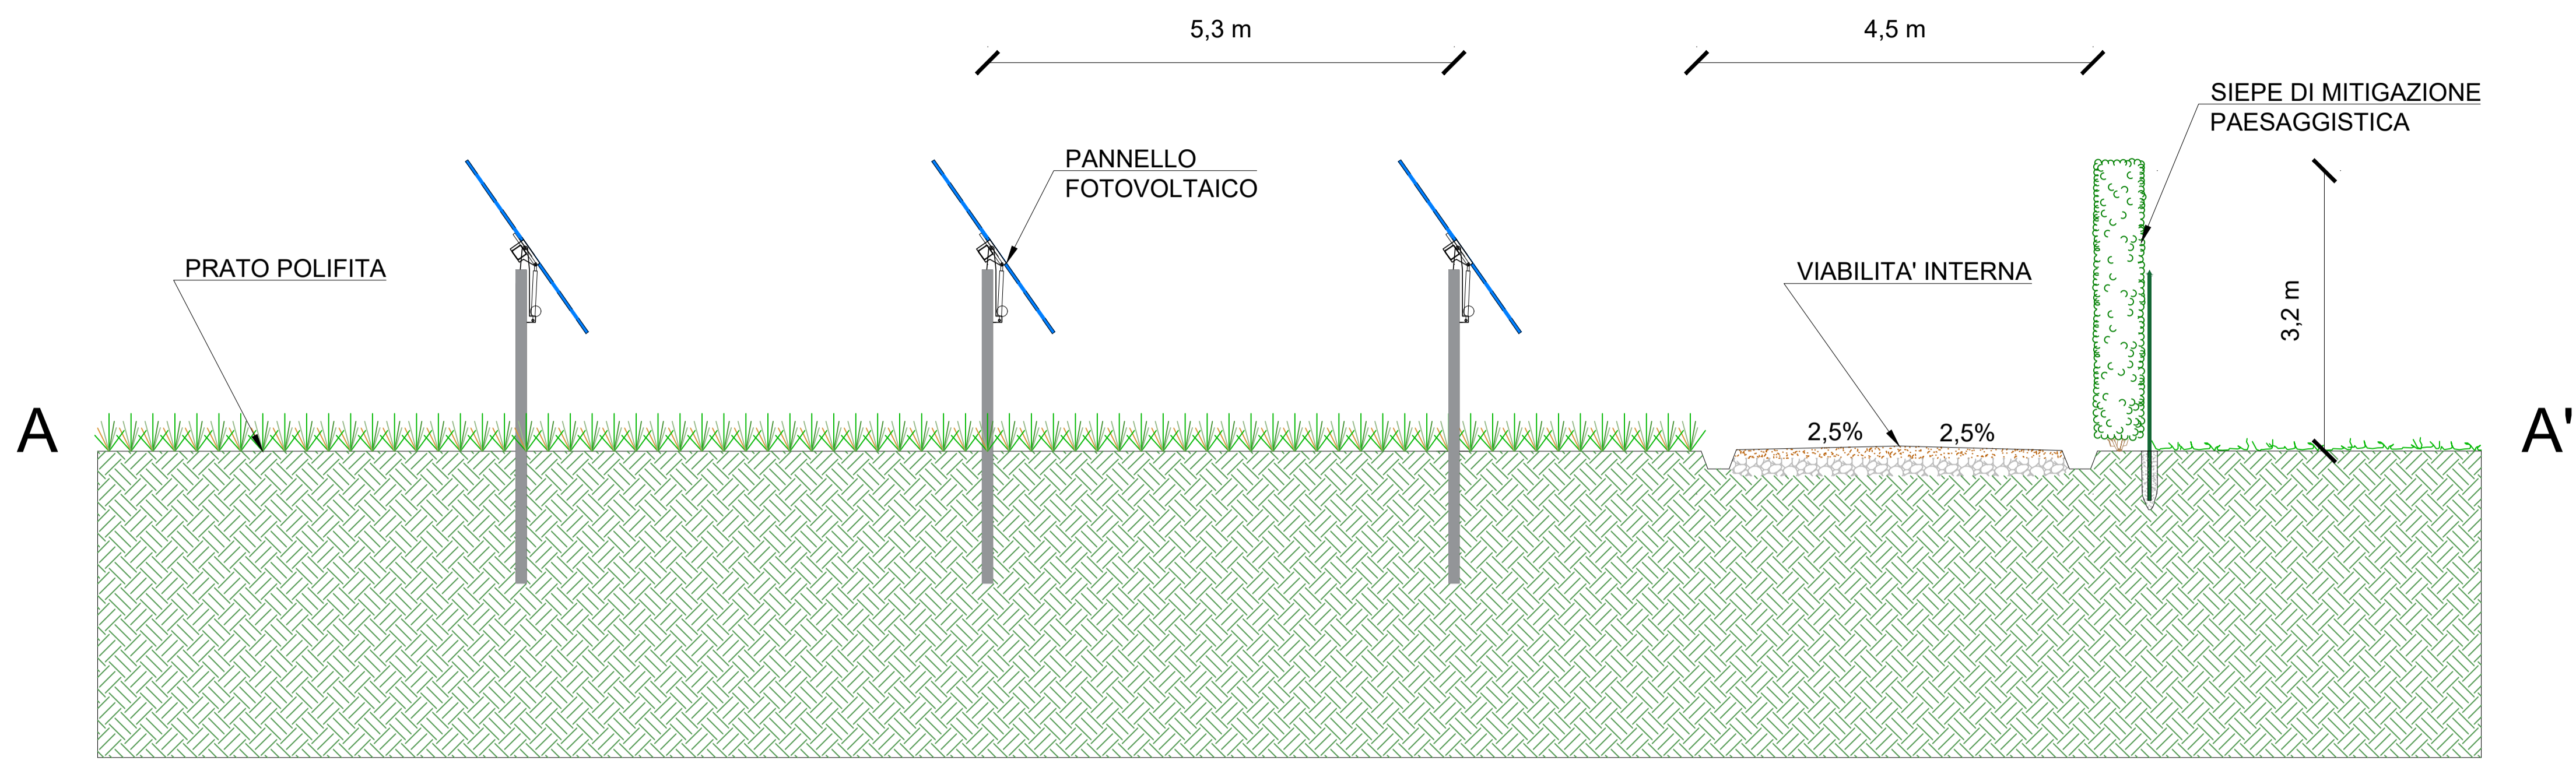 5,3 m
4,5 m
SIEPE DI MITIGAZIONE
PAESAGGISTICA
PANNELLO
FOTOVOLTAICO
PRATO POLIFITA
VIABILITA' INTERNA
3,2 m
A
2,5%
2,5%
A'